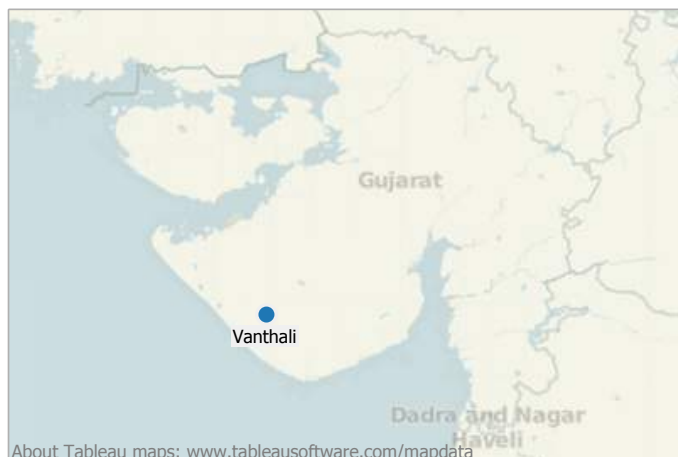 Gujarat
Vanthali
Dadra and Nagar
Haveli
About Tableau maps: www.tableausoftware.com/mapdata